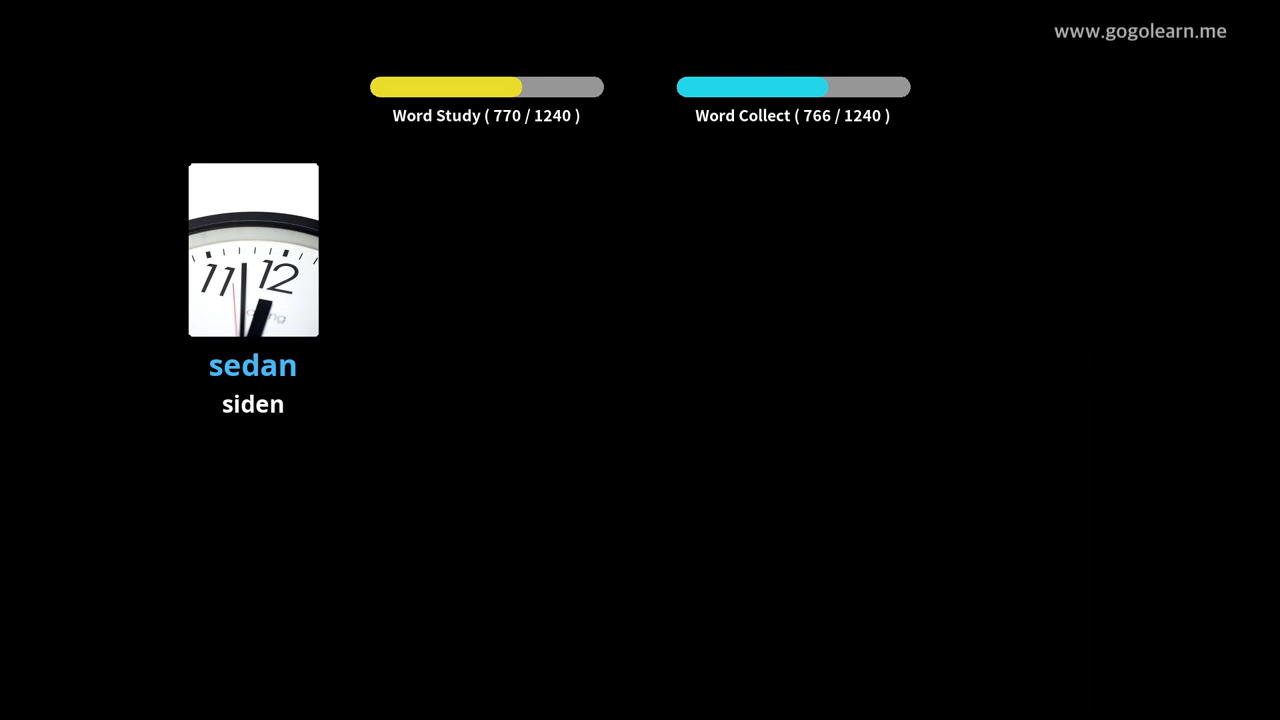 www.gogolearn.me
Word Study ( 770 / 1240 )
Word Collect ( 766 / 1240 )
11 12
sedan
siden